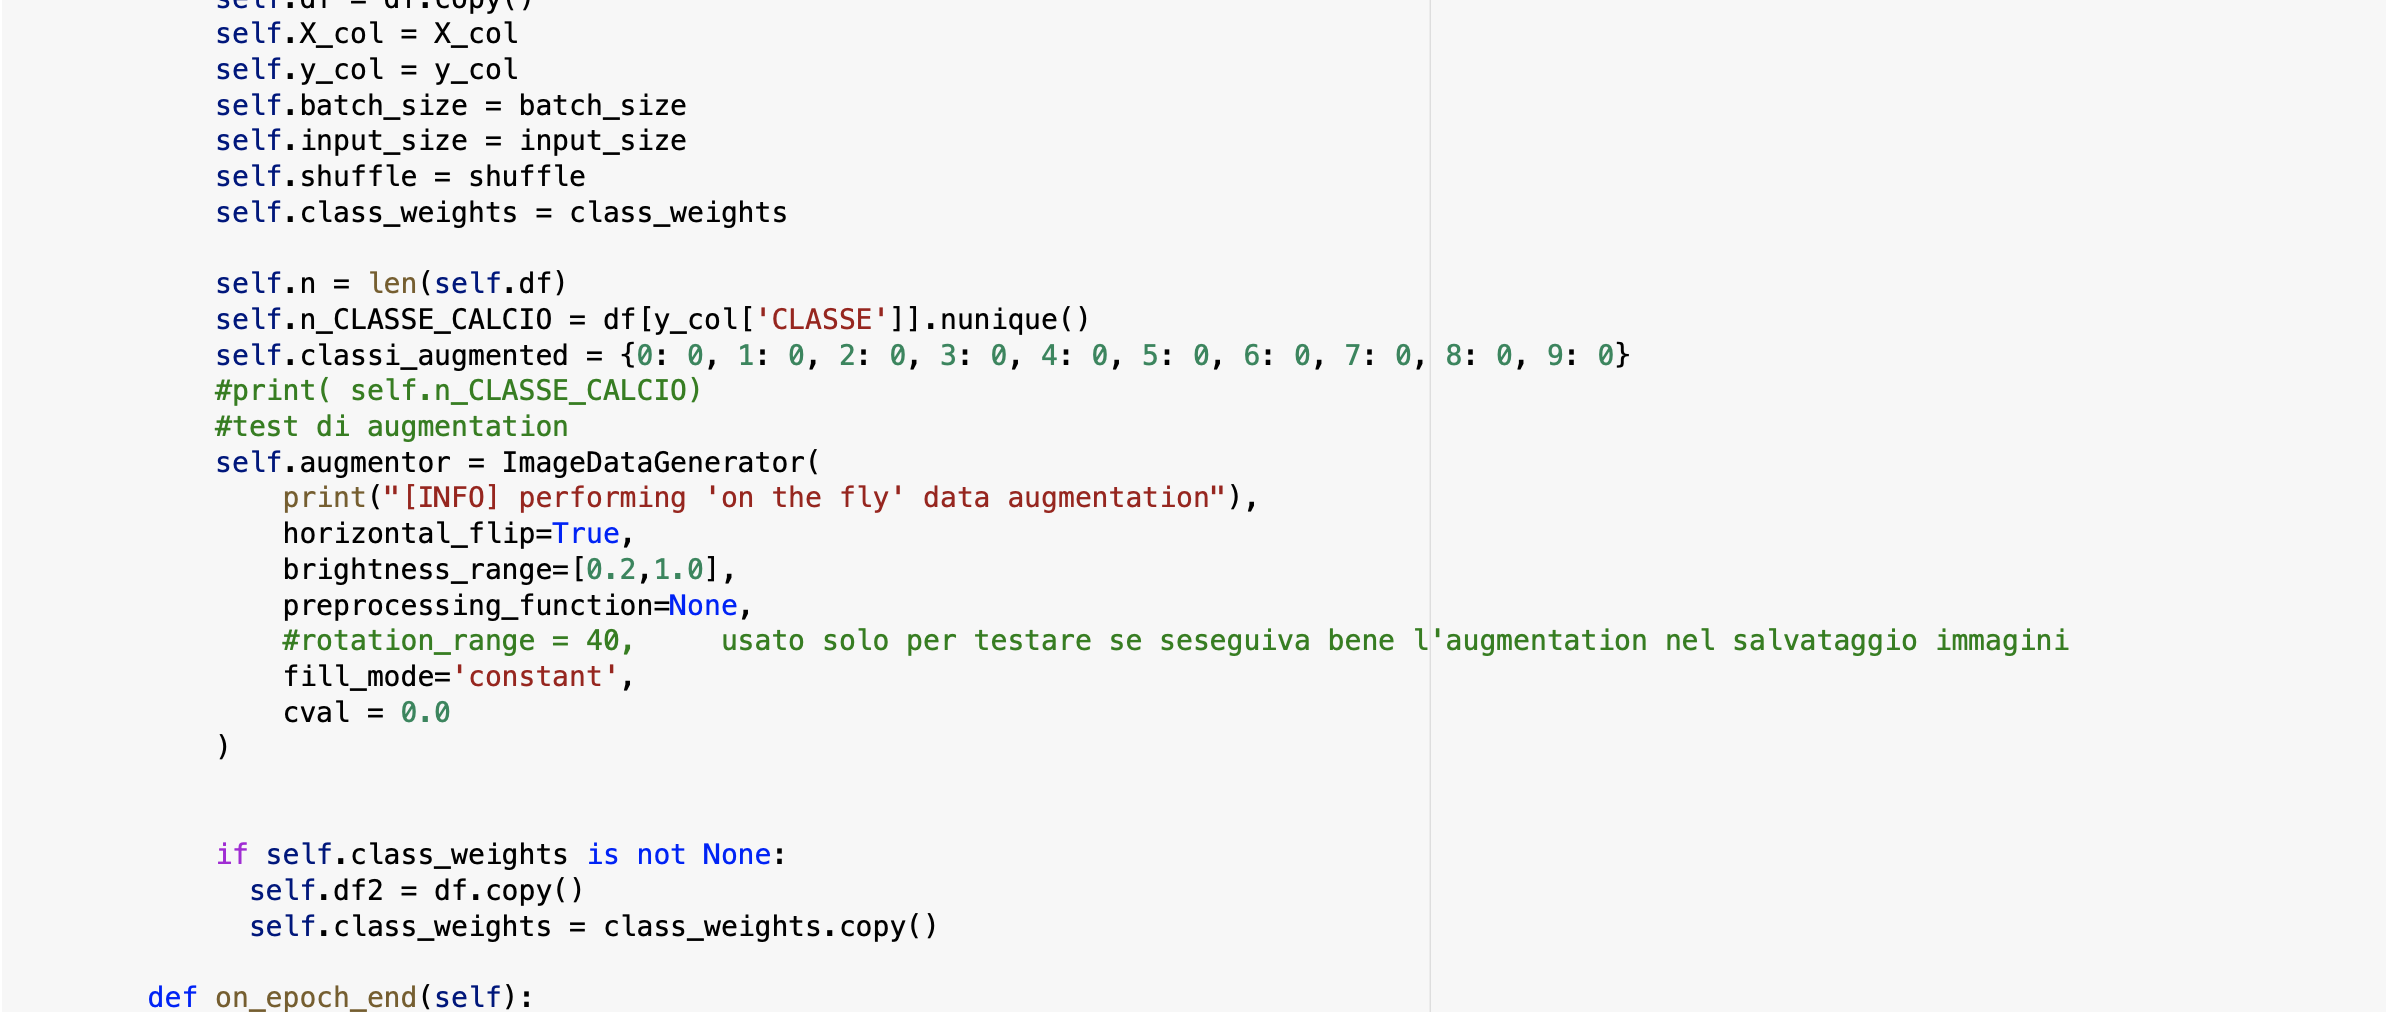 self.df = df.copy()
self.X_col = X_col
self.y_col = y_col
self.batch_size = batch_size
self.input_size = input_size
self.shuffle = shuffle
self.class_weights = class_weights
self.n = len(self.df)
self.n_CLASSE_CALCIO = df[y_col['CLASSE']].nunique()
self.classi_augmented = {0: 0, 1: 0, 2: 0, 3: 0, 4: 0, 5: 0, 6: 0, 7: 0, 8: 0, 9: 0}
#print( self.n_CLASSE_CALCIO)
#test di augmentation
self.augmentor = ImageDataGenerator(
print("[INFO] performing 'on the fly' data augmentation"),
horizontal_flip=True,
brightness_range=[0.2,1.0],
preprocessing_function=None,
#rotation_range = 40,     usato solo per testare se seseguiva bene l'augmentation nel salvataggio immagini
fill_mode='constant',
cval = 0.0
)
if self.class_weights is not None:
self.df2 = df.copy()
self.class_weights = class_weights.copy()
def on_epoch_end(self):